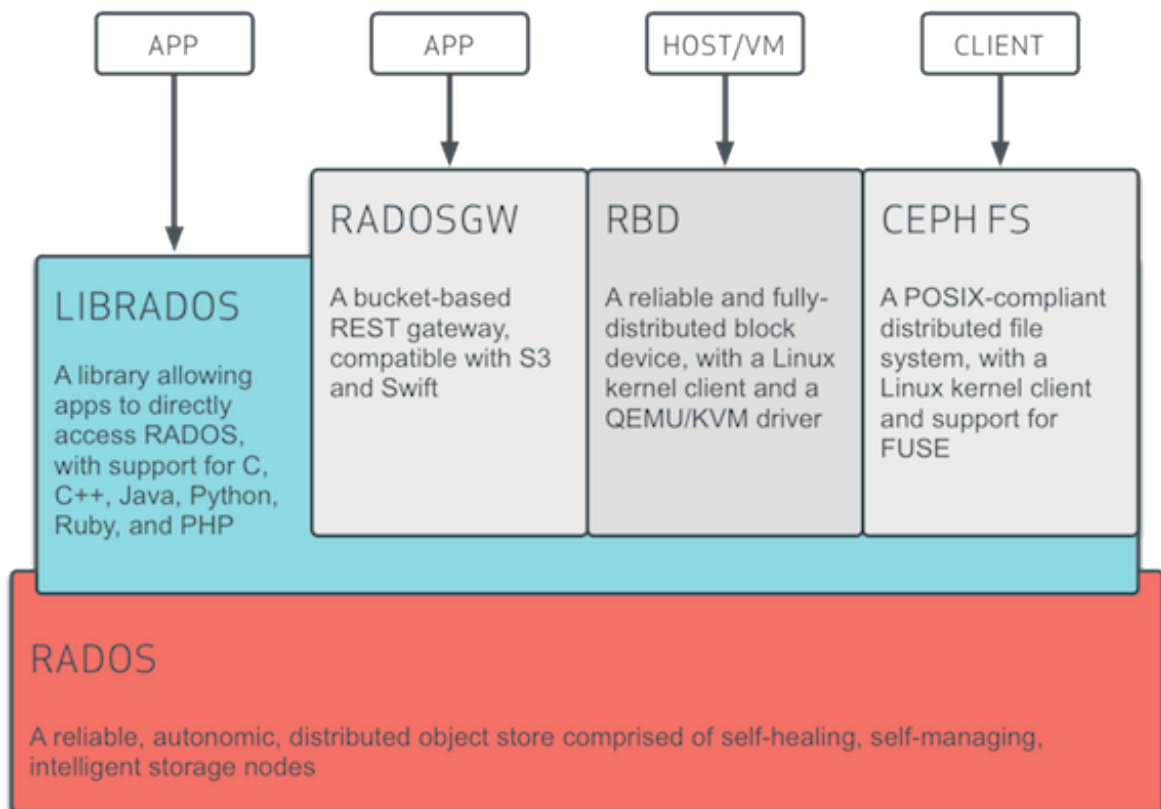 APP
APP
HOST/VM
CLIENT
LIBRADOS
A library allowing
apps to directly
access RADOS,
with support for C,
C++, Java, Python,
Ruby, and PHP
RADOSGW
A bucket-based
REST gateway,
compatible with S3
and Swift
RBD
A reliable and fully-
distributed block
device, with a Linux
kernel client and a
QEMU/KVM driver
CEPH FS
A POSIX-compliant
distributed file
system, with a
Linux kernel client
and support for
FUSE
RADOS
A reliable, autonomic, distributed object store comprised of self-healing, self-managing,
intelligent storage nodes